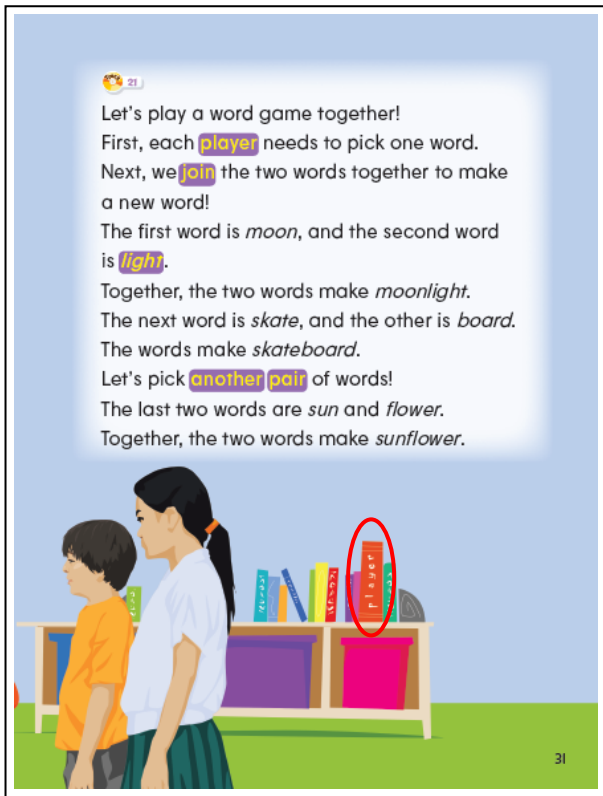 21
Let's play a word game together!
First, each player needs to pick one word.
Next, we join the two words together to make
a new word!
The first word is moon, and the second word
is light.
Together, the two words make moonlight.
The next word is skate, and the other is board.
The words make skateboard.
Let's pick another pair of words!
The last two words are sun and flower.
Together, the two words make sunflower.
player
31